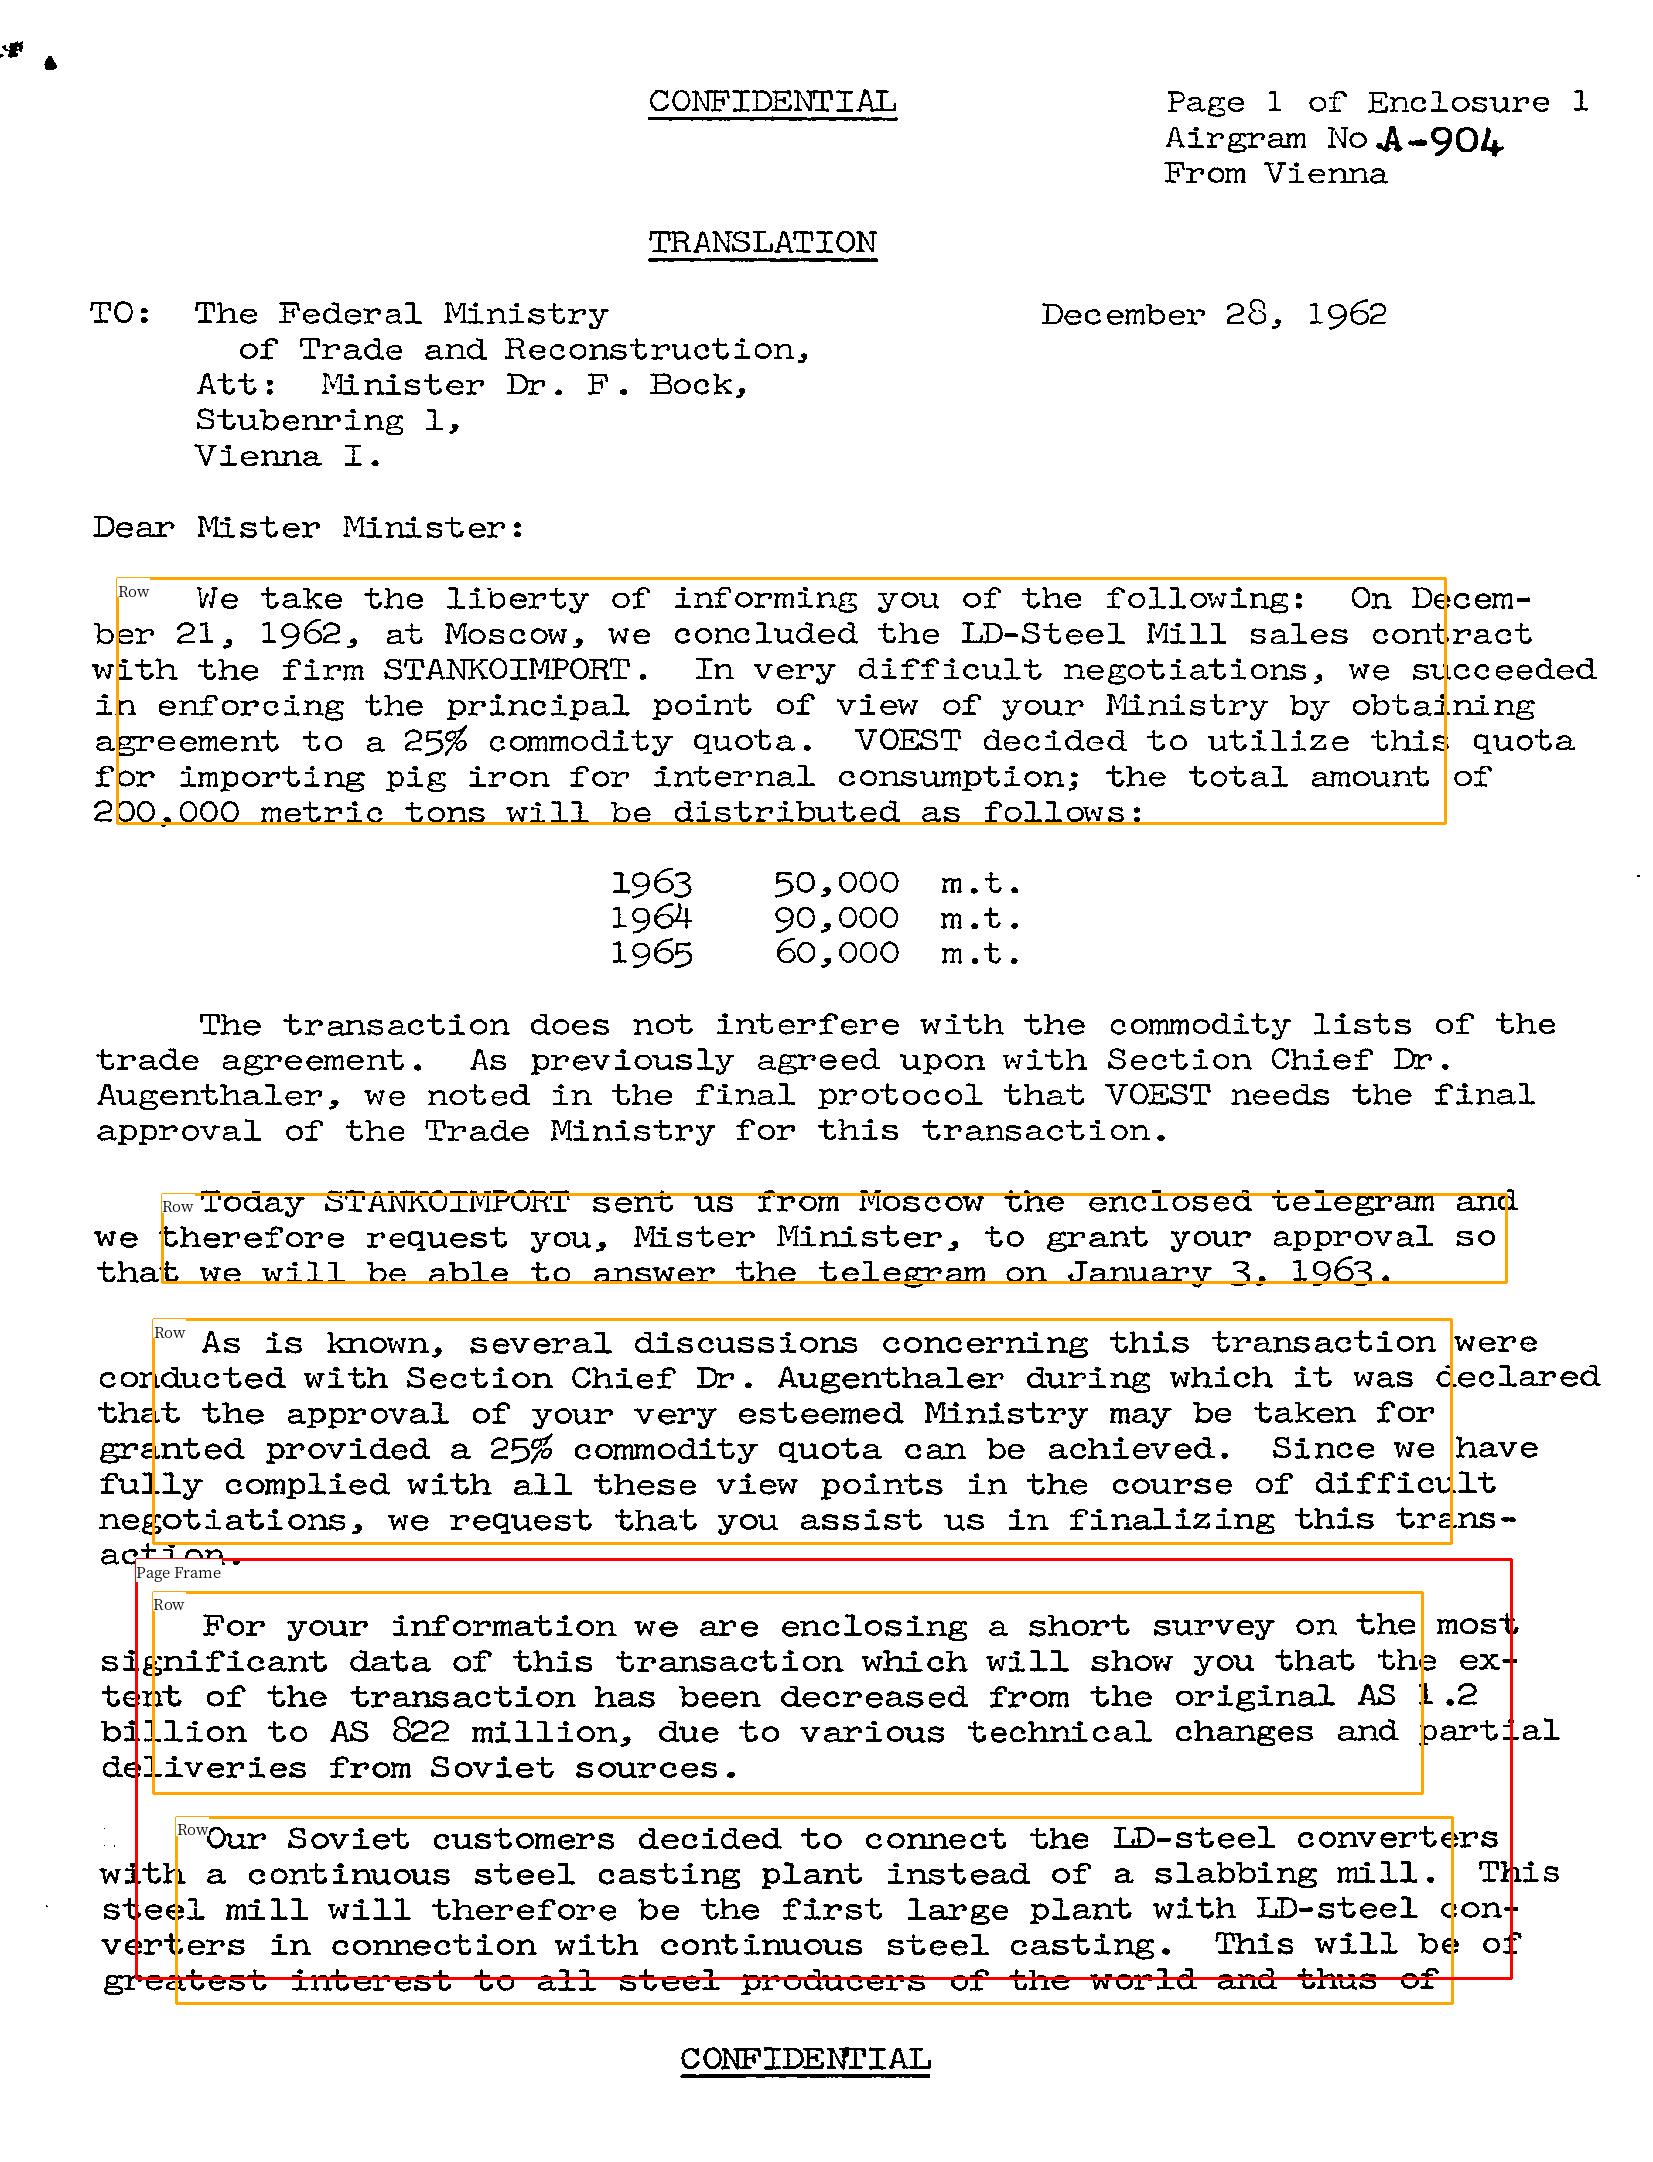 CONFIDENTIAL
Page 1 of Enclosure 1
Airgram No. A-904
From Vienna
TRANSLATION
TO: The Federal Ministry
of Trade and Reconstruction,
December 28, 1962
Att: Minister Dr. F. Bock,
Stubenring 1,
Vienna I.
Dear Mister Minister:
Row
We take the liberty of informing you of the following: On Decem-
ber 21, 1962, at Moscow, we concluded the LD-Steel Mill sales contract
with the firm STANKOIMPORT. In very difficult negotiations, we succeeded
in enforcing the principal point of view of your Ministry by obtaining
agreement to a 25% commodity quota. VOEST decided to utilize this quota
for importing pig iron for internal consumption; the total amount of
200.000 metric tons will be distributed as follows:
1963 50,000 m.t.
1964 90,000 m.t.
1965 60,000 m.t.
The transaction does not interfere with the commodity lists of the
trade agreement. As previously agreed upon with Section Chief Dr.
Augenthaler, we noted in the final protocol that VOEST needs the final
approval of the Trade Ministry for this transaction.
Row
Today STANKOIMPORT sent us from Moscow the enclosed telegram and
we therefore request you, Mister Minister, to grant your approval so
that we will be able to answer the telegram on January 3, 1963.
Row
As is known, several discussions concerning this transaction were
conducted with Section Chief Dr. Augenthaler during which it was declared
that the approval of your very esteemed Ministry may be taken for
granted provided a 25% commodity quota can be achieved. Since we have
fully complied with all these view points in the course of difficult
negotiations, we request that you assist us in finalizing this trans-
action.
Page Frame
Row
For your information we are enclosing a short survey on the most
significant data of this transaction which will show you that the ex-
tent of the transaction has been decreased from the original AS 1.2
billion to AS 822 million, due to various technical changes and partial
deliveries from Soviet sources.
Row
Our Soviet customers decided to connect the LD-steel converters
with a continuous steel casting plant instead of a slabbing mill. This
steel mill will therefore be the first large plant with LD-steel con-
verters in connection with continuous steel casting. This will be of
greatest interest to all steel producers of the world and thus of
CONFIDENTIAL